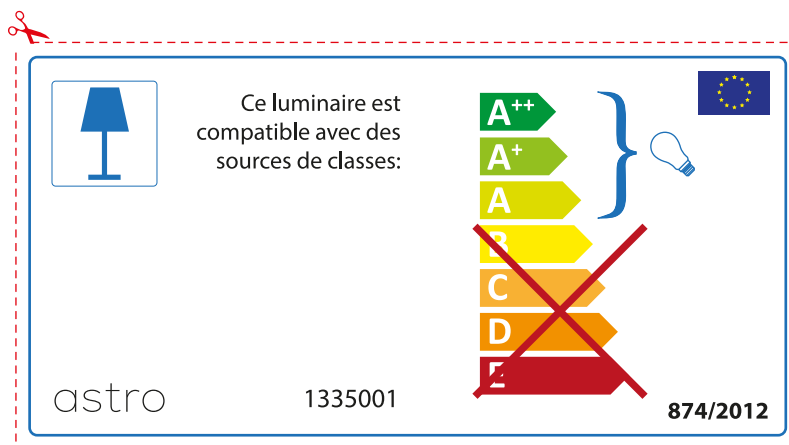 Ce luminaire est
compatible avec des
sources de classes:
A++
A+
A
B
C
D
E
astro
1335001
874/2012